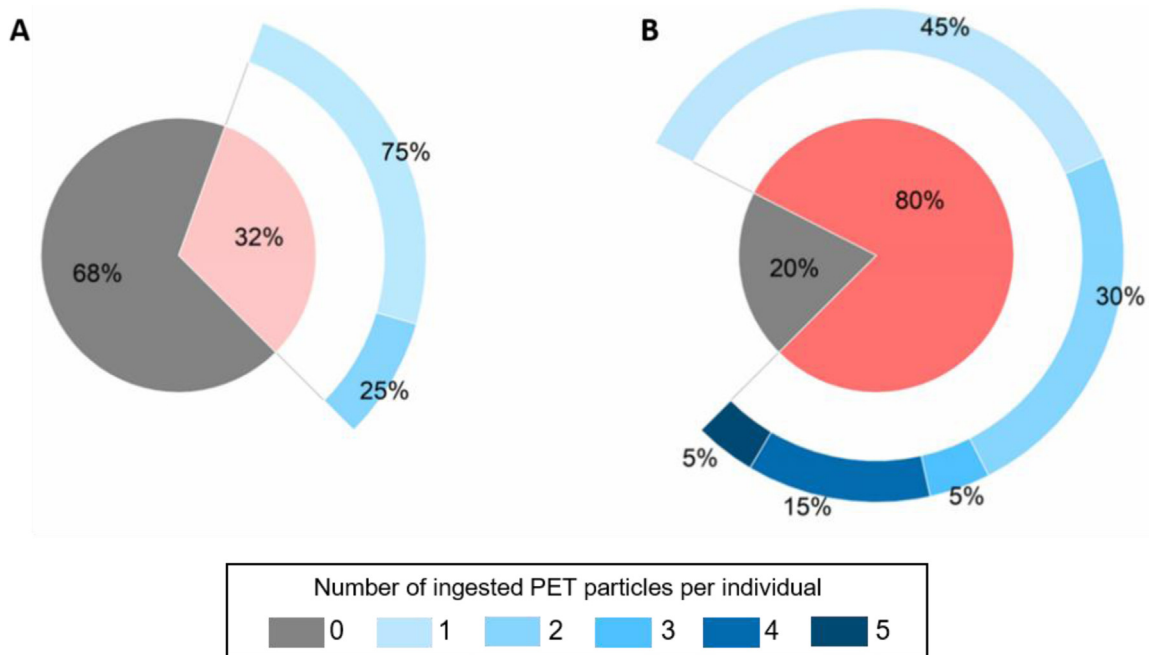 A
75%
32%
68%
25%
B
45%
80%
20%
30%
5%
15%
5%
Number of ingested PET particles per individual
0 1 2 3 4 5